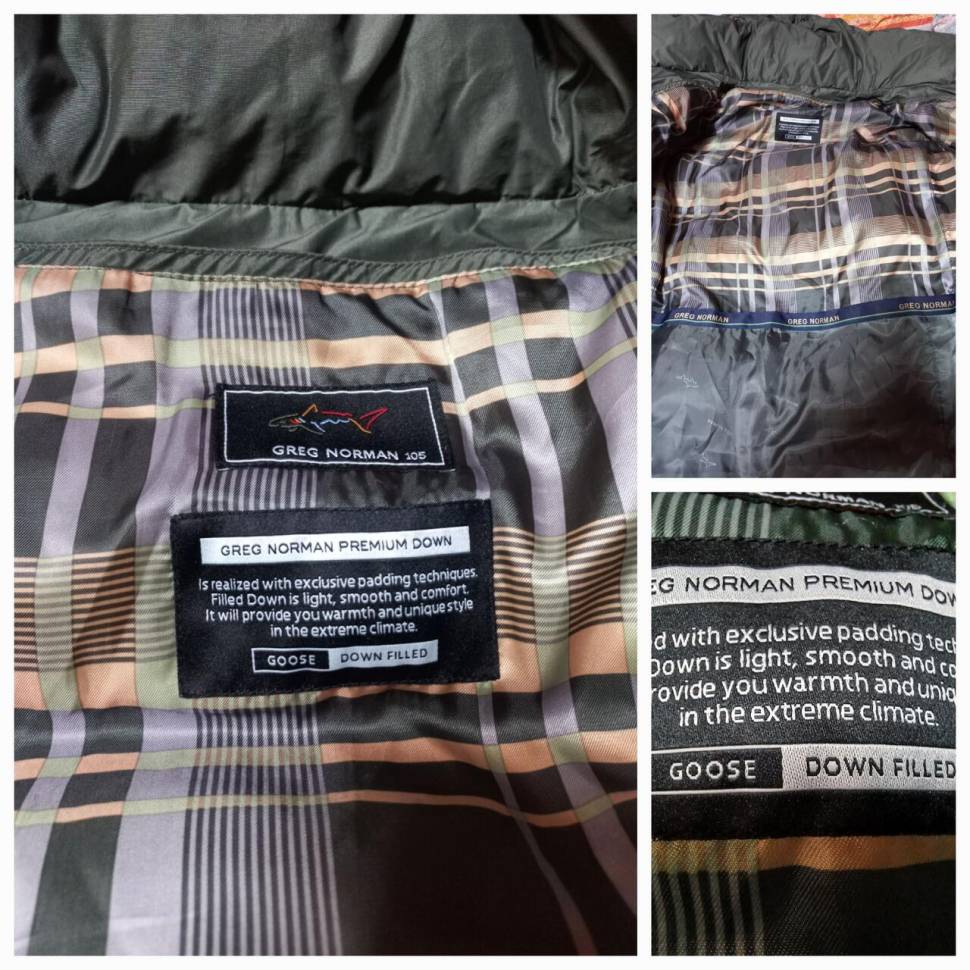 GREG NORMAN 105
GREG NORMAN PREMIUM DOWN
Is realized with exclusive padding techniques.
Filled Down is light, smooth and comfort.
It will provide you warmth and unique style
in the extreme climate.
GOOSE DOWN FILLED
GREG NORMAN GREG NORMAN GREG NORMAN
NORMAN
EG NORMAN PREMIUM DOW
d with exclusive padding tech
Down is light, smooth and co
rovide you warmth and uniq
in the extreme climate.
GOOSE DOWN FILLED